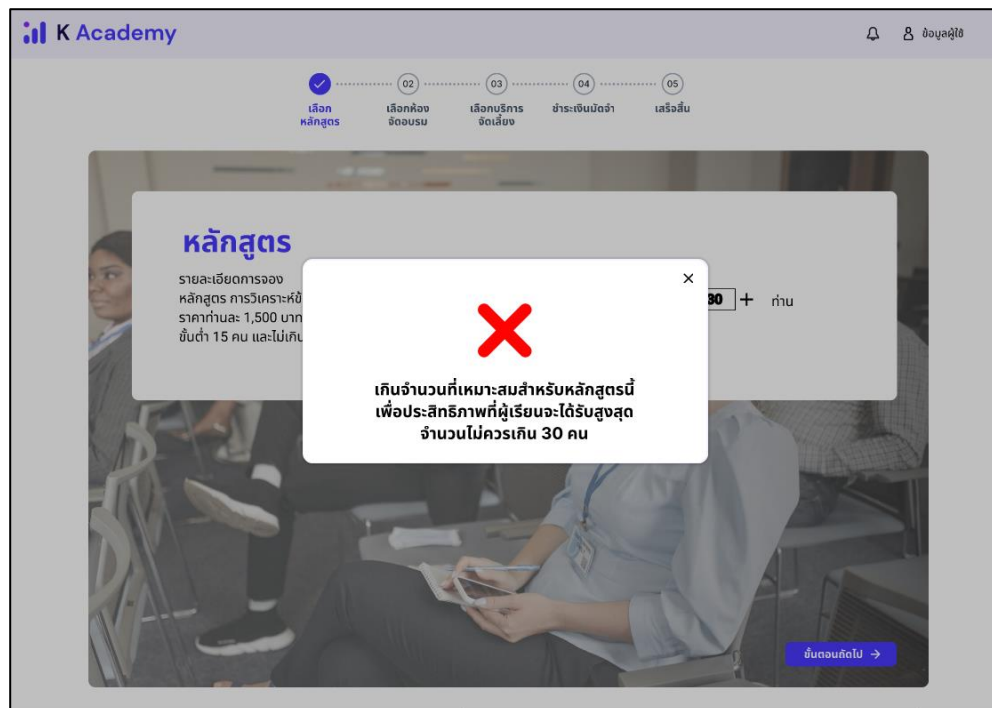 K Academy
ข้อมูลผู้ใช้
02
03
04
05
เลือก
หลักสูตร
เลือกห้อง
จัดอบรม
เลือกบริการ
จัดเลี้ยง
ชำระเงินมัดจำ
เสร็จสิ้น
หลักสูตร
รายละเอียดการจอง
หลักสูตร การวิเคราะห์
ราคาท่านละ 1,500 บาท
ขั้นต่ำ 15 คน และไม่เกิน
30 + ท่าน
เกินจำนวนที่เหมาะสมสำหรับหลักสูตรนี้
เพื่อประสิทธิภาพที่ผู้เรียนจะได้รับสูงสุด
จำนวนไม่ควรเกิน 30 คน
ขั้นตอนถัดไป →